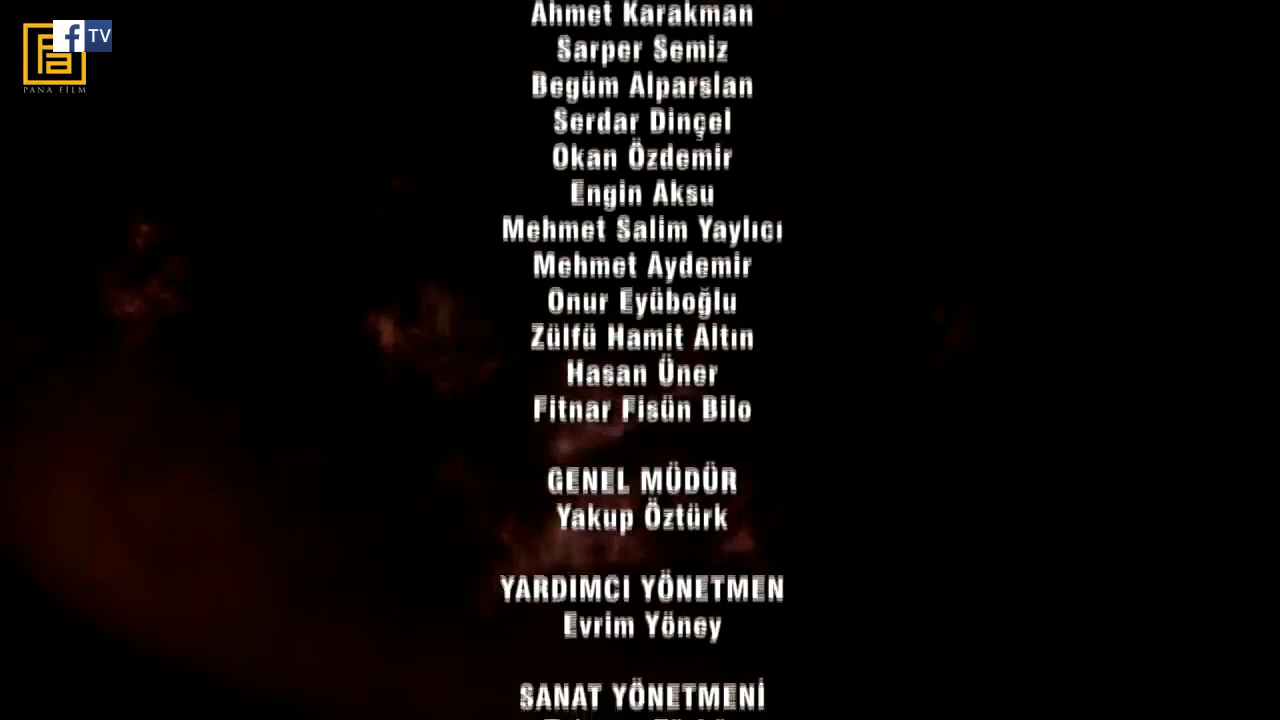 f TV
PANA FİLM
Ahmet Karakman
Sarper Semiz
Begüm Alparslan
Serdar Dinçel
Okan Özdemir
Engin Aksu
Mehmet Salim Yaylıcı
Mehmet Aydemir
Onur Eyüboğlu
Zülfü Hamit Altın
Hasan Üner
Fitnar Fisün Bilo
GENEL MÜDÜR
Yakup Öztürk
YARDIMCI YÖNETMEN
Evrim Yöney
SANAT YÖNETMENİ